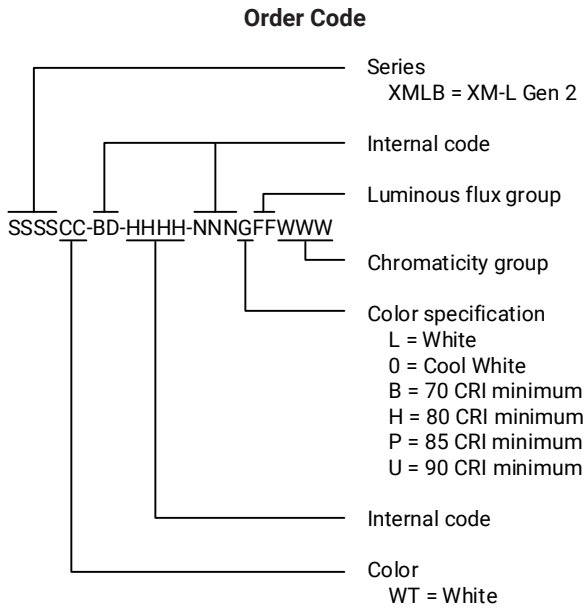 Order Code
Series
XMLB = XM-L Gen 2
Internal code
Luminous flux group
SSSSCC-BD-HHHH-NNNGFFWWW
Chromaticity group
Color specification
L = White
0 = Cool White
B = 70 CRI minimum
H = 80 CRI minimum
P = 85 CRI minimum
U = 90 CRI minimum
Internal code
Color
WT = White